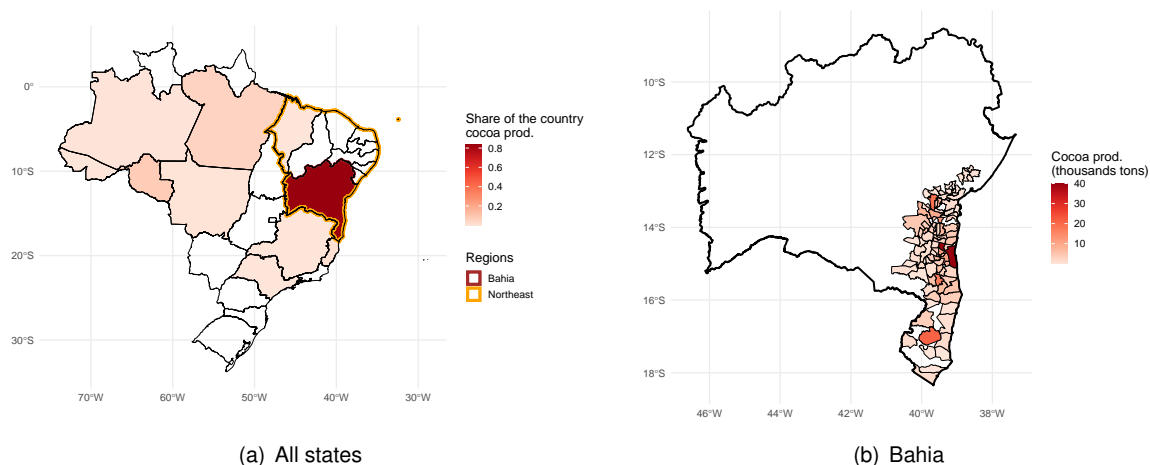 0°
10°S
20°S
30°S
70°W
60°W
50°W
40°W
30°W
Share of the country
cocoa prod.
0.8
0.6
0.4
0.2
Regions
Bahia
Northeast
(a) All states
10°S
12°S
14°S
16°S
18°S
46°W
44°W
42°W
40°W
38°W
Cocoa prod.
(thousands tons)
40
30
20
10
(b) Bahia